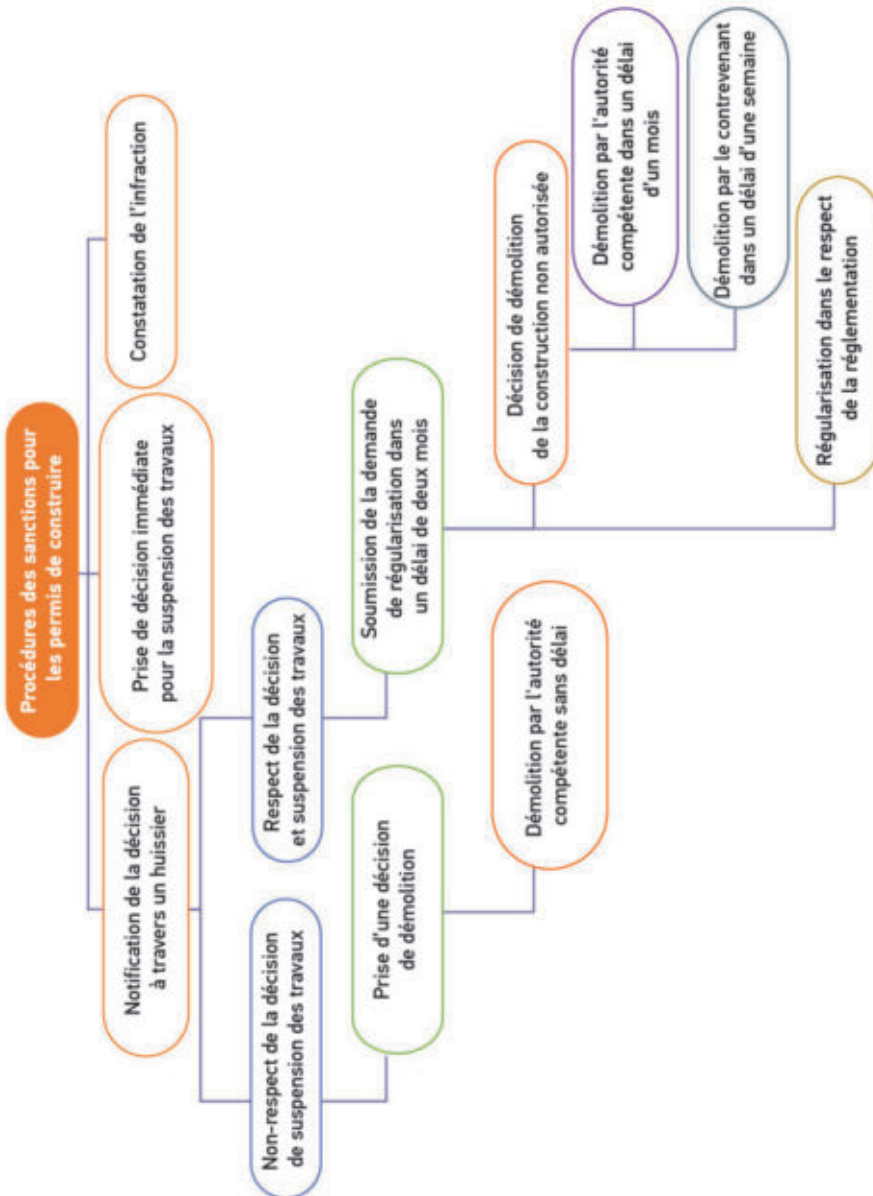 Procédures des sanctions pour
les permis de construire
Notification de la décision
à travers un huissier
Prise de décision immédiate
pour la suspension des travaux
Constatation de l'infraction
Non-respect de la décision
de suspension des travaux
Respect de la décision
et suspension des travaux
Prise d'une décision
de démolition
Soumission de la demande
de régularisation dans
un délai de deux mois
Démolition par l'autorité
compétente sans délai
Décision de démolition
de la construction non autorisée
Démolition par l'autorité
compétente dans un délai
d'un mois
Démolition par le contrevenant
dans un délai d'une semaine
Régularisation dans le respect
de la réglementation